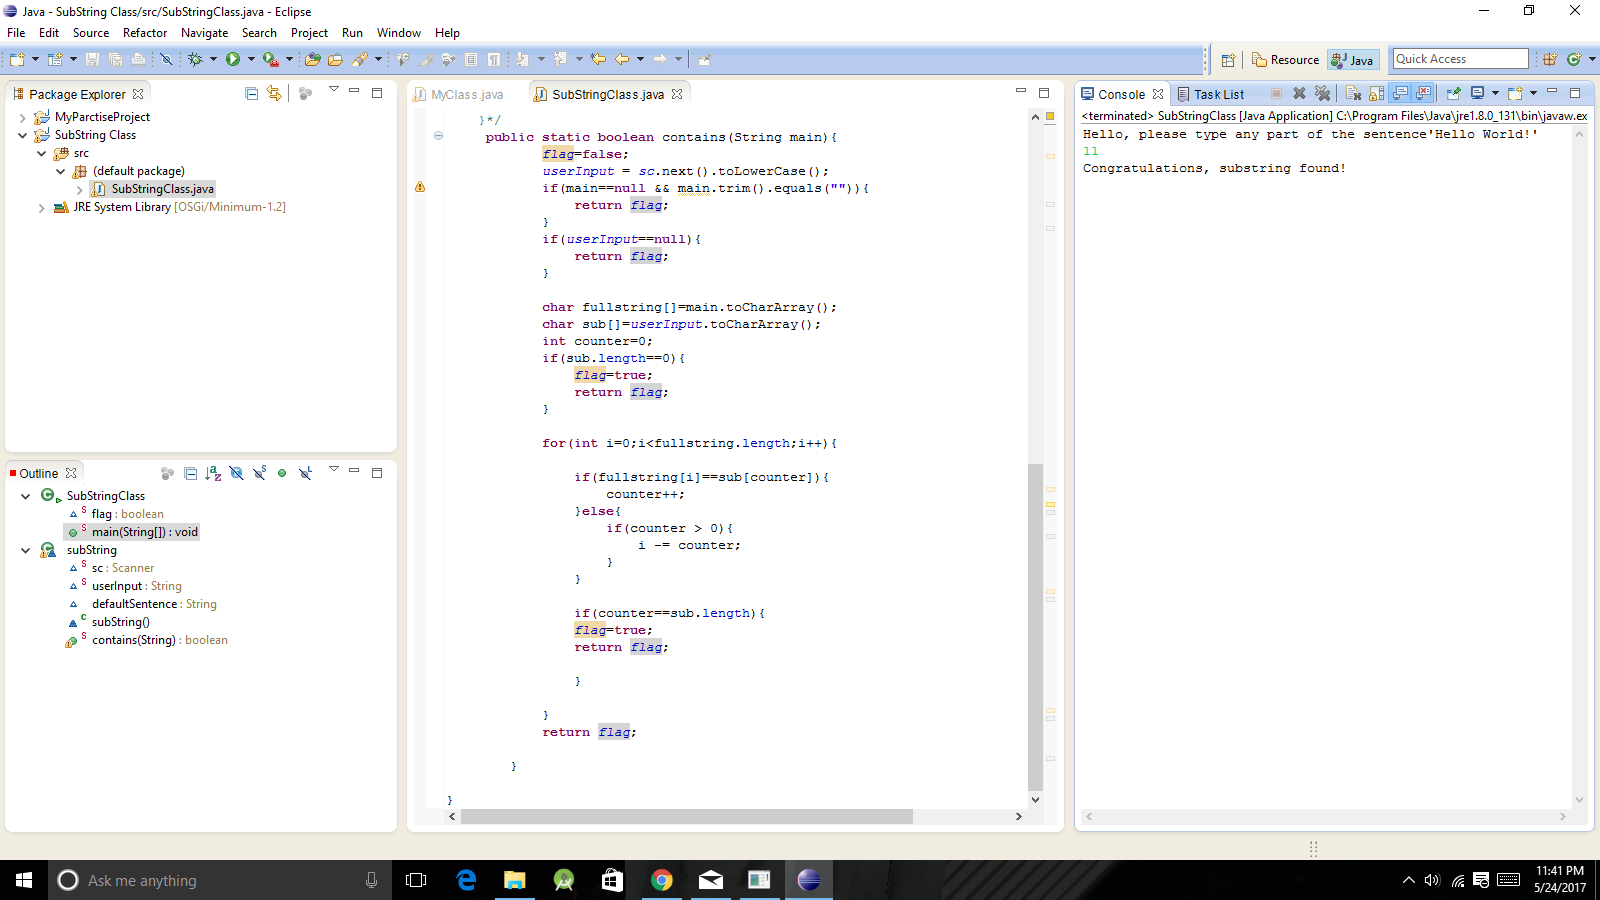 Java - SubString Class/src/SubStringClass.java - Eclipse
File Edit Source Refactor Navigate Search Project Run Window Help
Quick Access
Resource
Java
Package Explorer
MyParctiseProject
SubString Class
src
(default package)
SubStringClass.java
JRE System Library [OSGi/Minimum-1.2]
Outline
SubStringClass
flag : boolean
main(String[]) : void
subString
sc : Scanner
userInput : String
defaultSentence : String
subString()
contains(String) : boolean
MyClass.java
SubStringClass.java
}*/
public static boolean contains(String main){
flag=false;
userInput = sc.next().toLowerCase();
if(main==null && main.trim().equals("")){
return flag;
}
if(userInput==null){
return flag;
}
char fullstring[]=main.toCharArray();
char sub[]=userInput.toCharArray();
int counter=0;
if(sub.length==0){
flag=true;
return flag;
}
for(int i=0;i<fullstring.length;i++){
if(fullstring[i]==sub[counter]){
counter++;
}else{
if(counter > 0){
i -= counter;
}
}
if(counter==sub.length){
flag=true;
return flag;
}
}
return flag;
}
}
Console
Task List
<terminated> SubStringClass [Java Application] C:\Program Files\Java\jre1.8.0_131\bin\javaw.ex
Hello, please type any part of the sentence'Hello World!'
ll
Congratulations, substring found!
Ask me anything
11:41 PM
5/24/2017